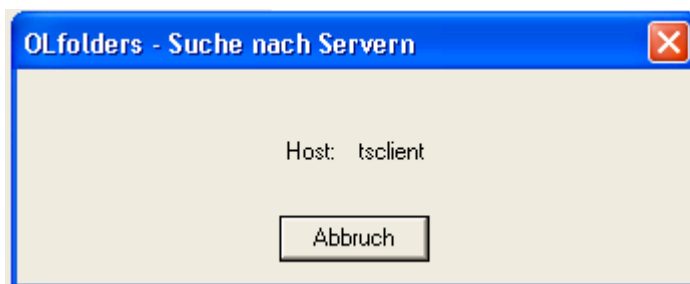 OLfolders - Suche nach Servern
Host: tsclient
Abbruch